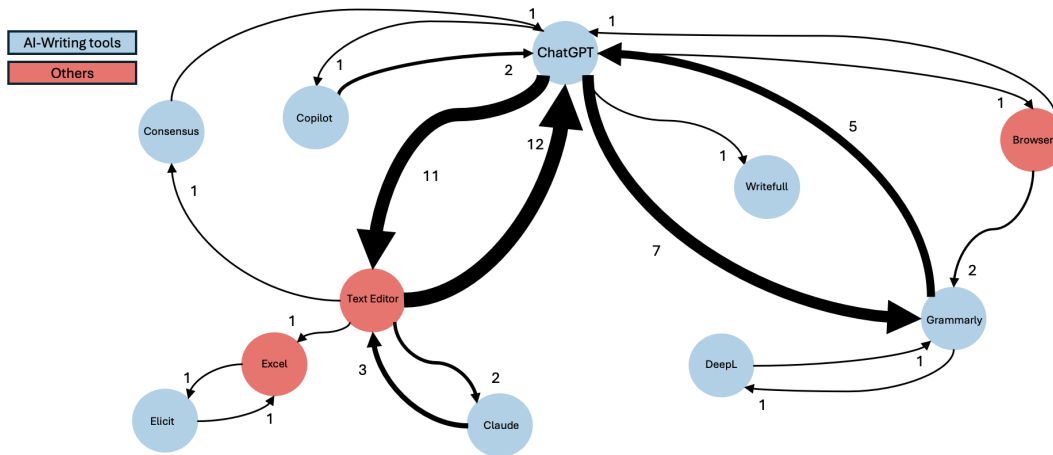 AI-Writing tools
Others
1
1
ChatGPT
1
2
Copilot
Consensus
1
Browser
12
5
1
Writefull
11
1
7
2
Text Editor
Grammarly
1
Excel
3
2
DeepL
1
1
Elicit
1
Claude
1